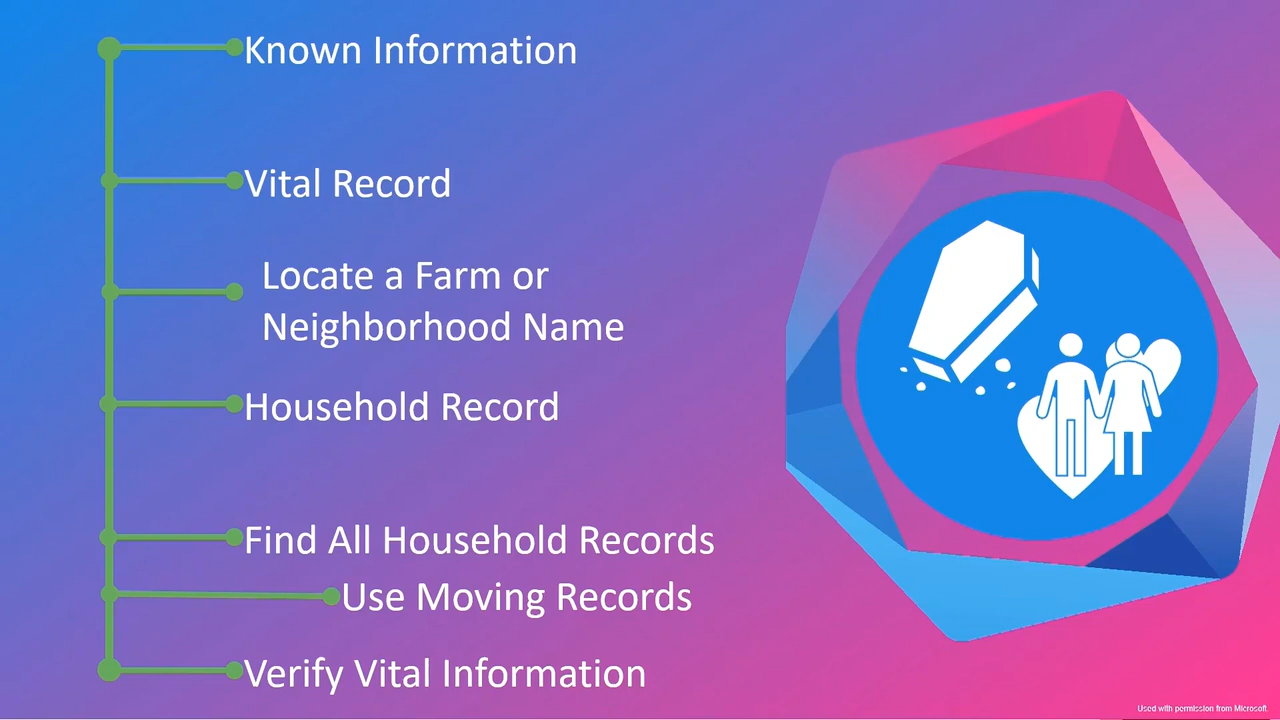 Known Information
Vital Record
Locate a Farm or
Neighborhood Name
Household Record
Find All Household Records
Use Moving Records
Verify Vital Information
Used with permission from Microsoft.